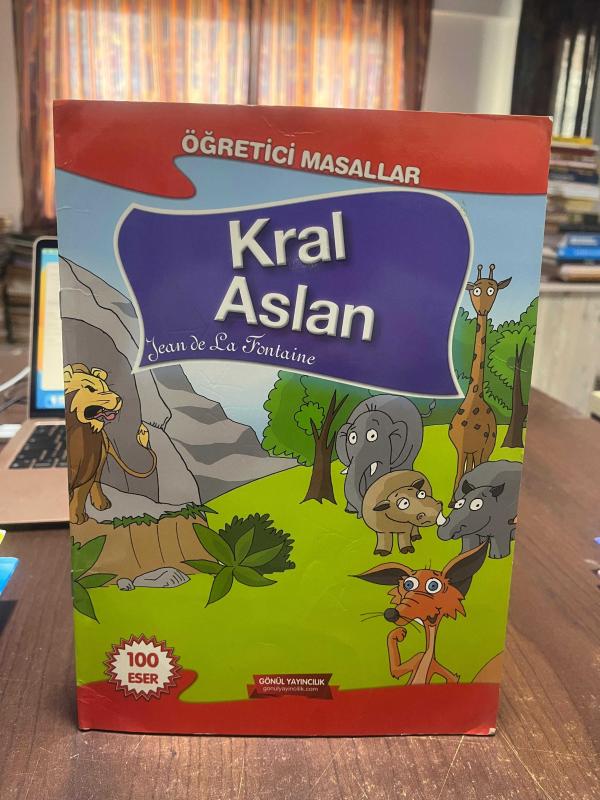 ÖĞRETİCİ MASALLAR
Kral
Aslan
Jean de La Fontaine
100
ESER
GÖNÜL YAYINCILIK
gonulyayincilik.com